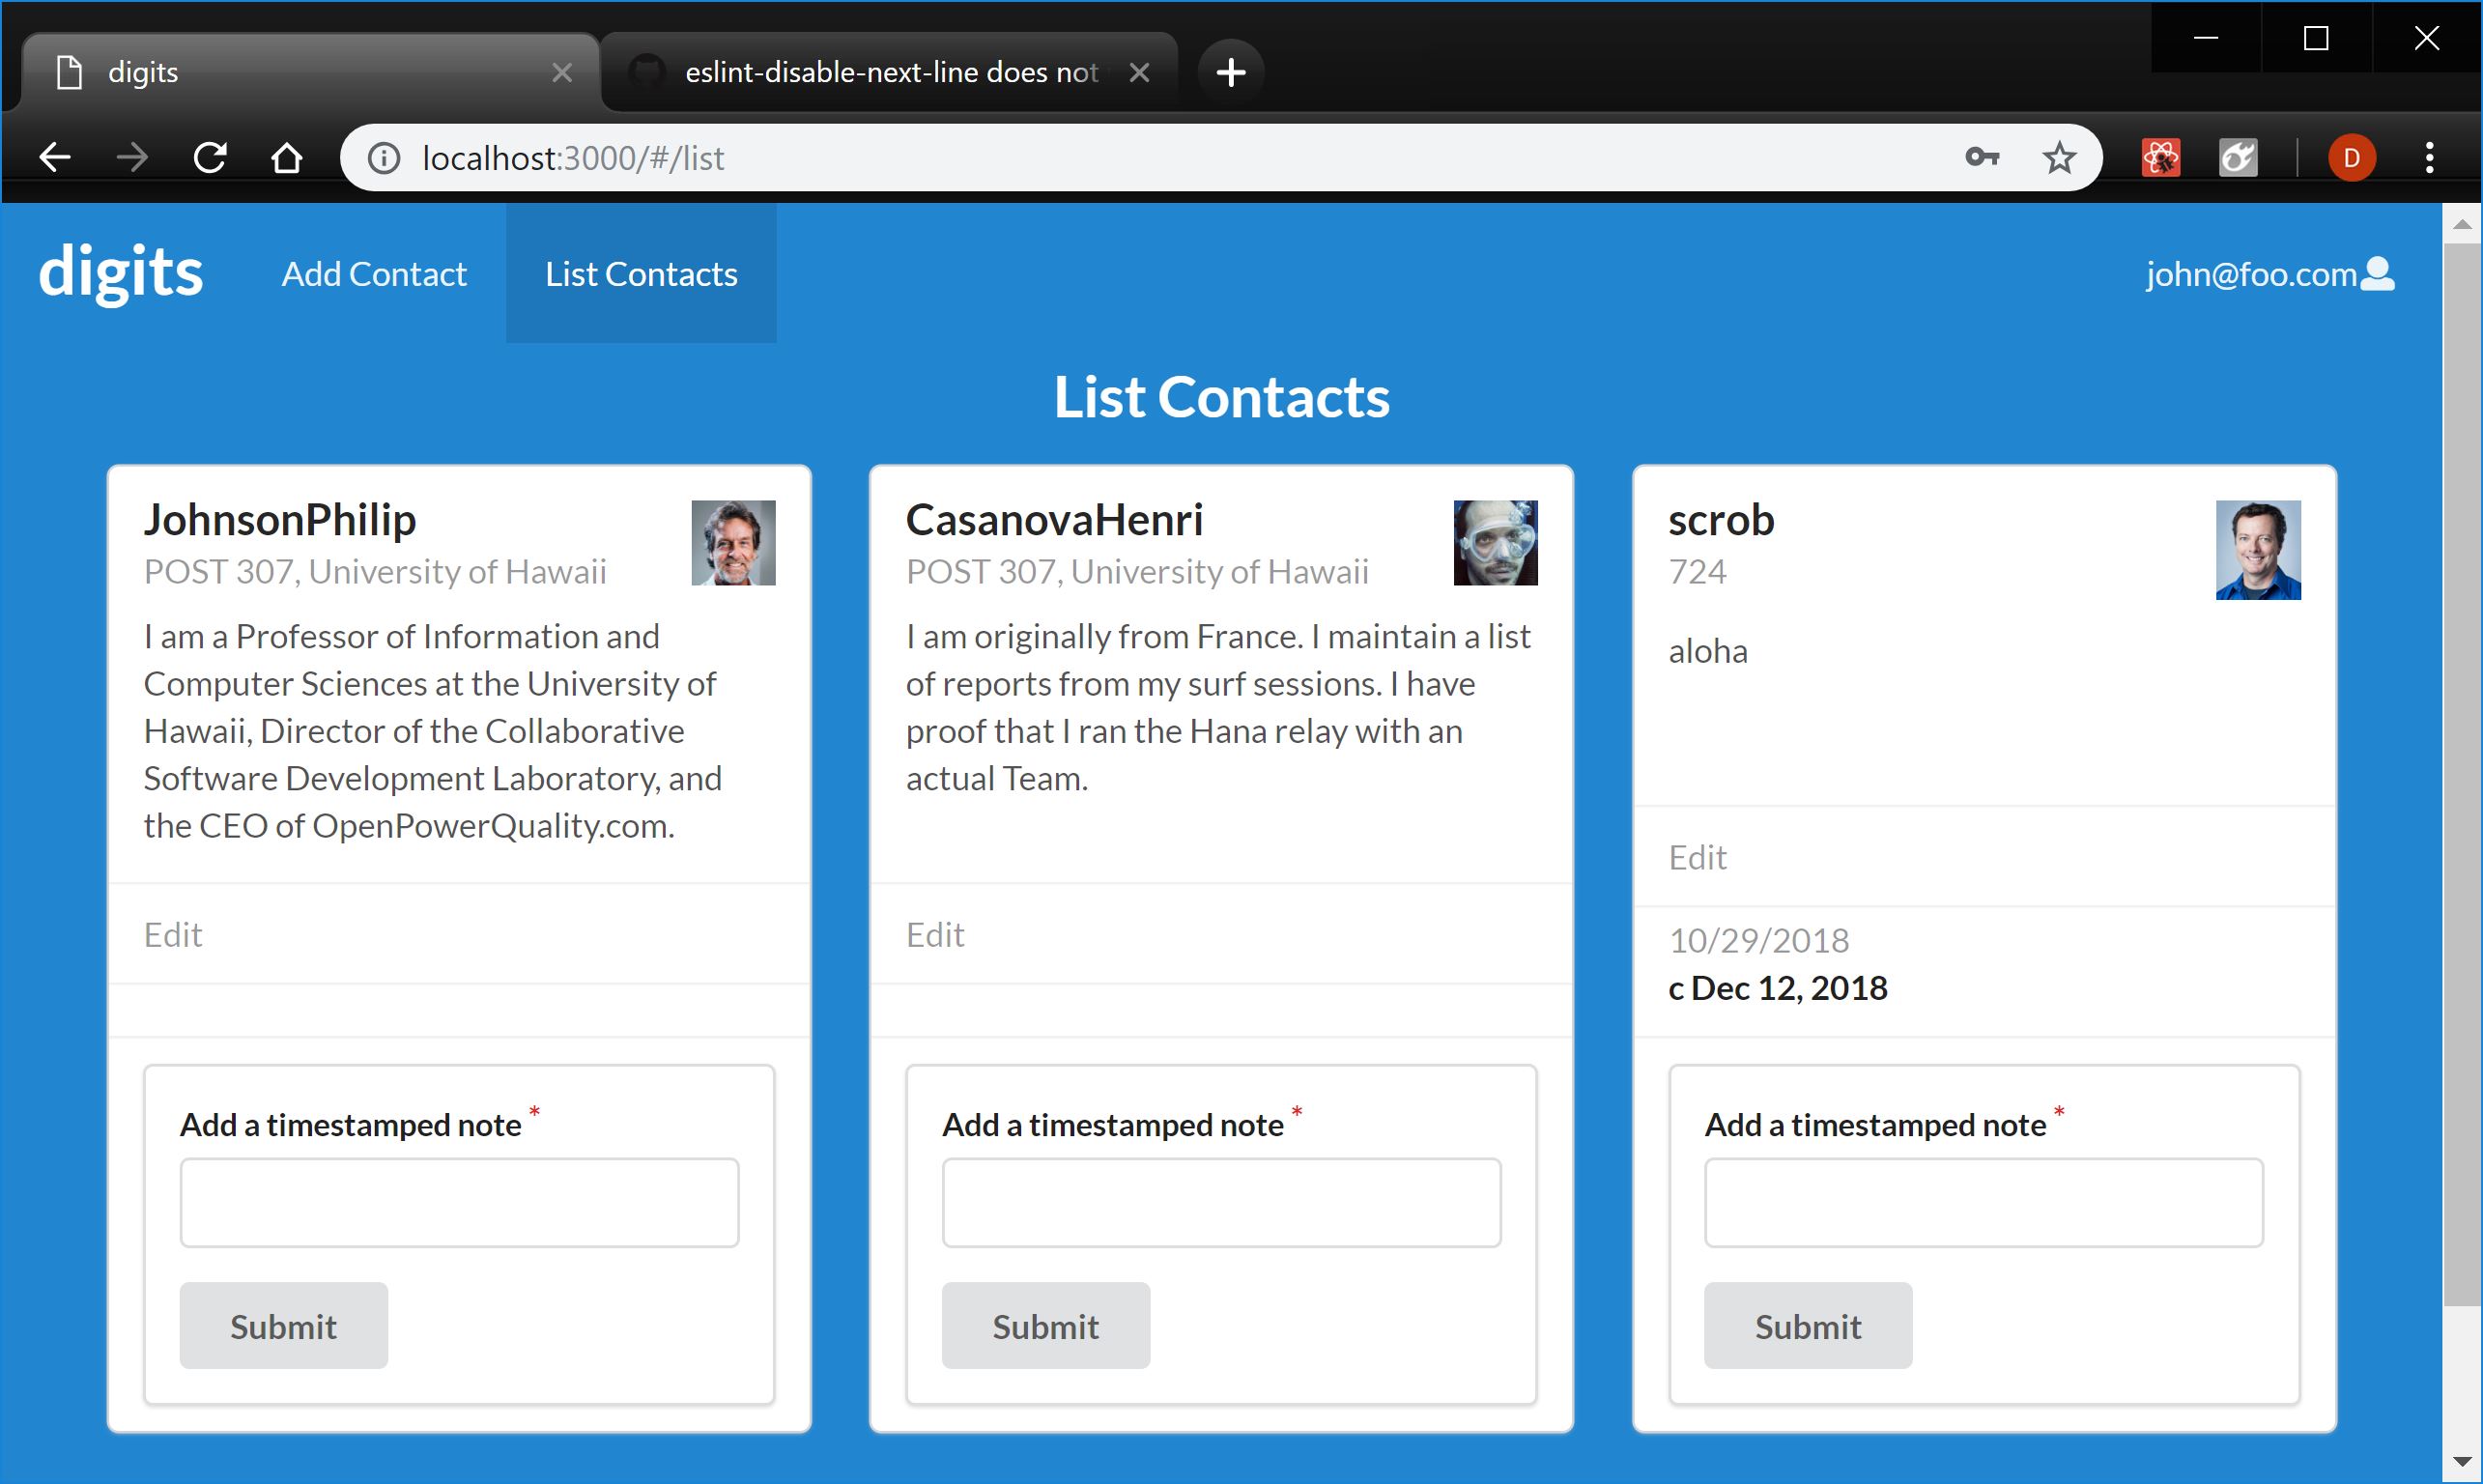 digits
eslint-disable-next-line does not
localhost:3000/#/list
D
digits
Add Contact
List Contacts
john@foo.com
List Contacts
JohnsonPhilip
POST 307, University of Hawaii
I am a Professor of Information and
Computer Sciences at the University of
Hawaii, Director of the Collaborative
Software Development Laboratory, and
the CEO of OpenPowerQuality.com.
Edit
Add a timestamped note *
Submit
CasanovaHenri
POST 307, University of Hawaii
I am originally from France. I maintain a list
of reports from my surf sessions. I have
proof that I ran the Hana relay with an
actual Team.
Edit
Add a timestamped note *
Submit
scrob
724
aloha
Edit
10/29/2018
c Dec 12, 2018
Add a timestamped note *
Submit